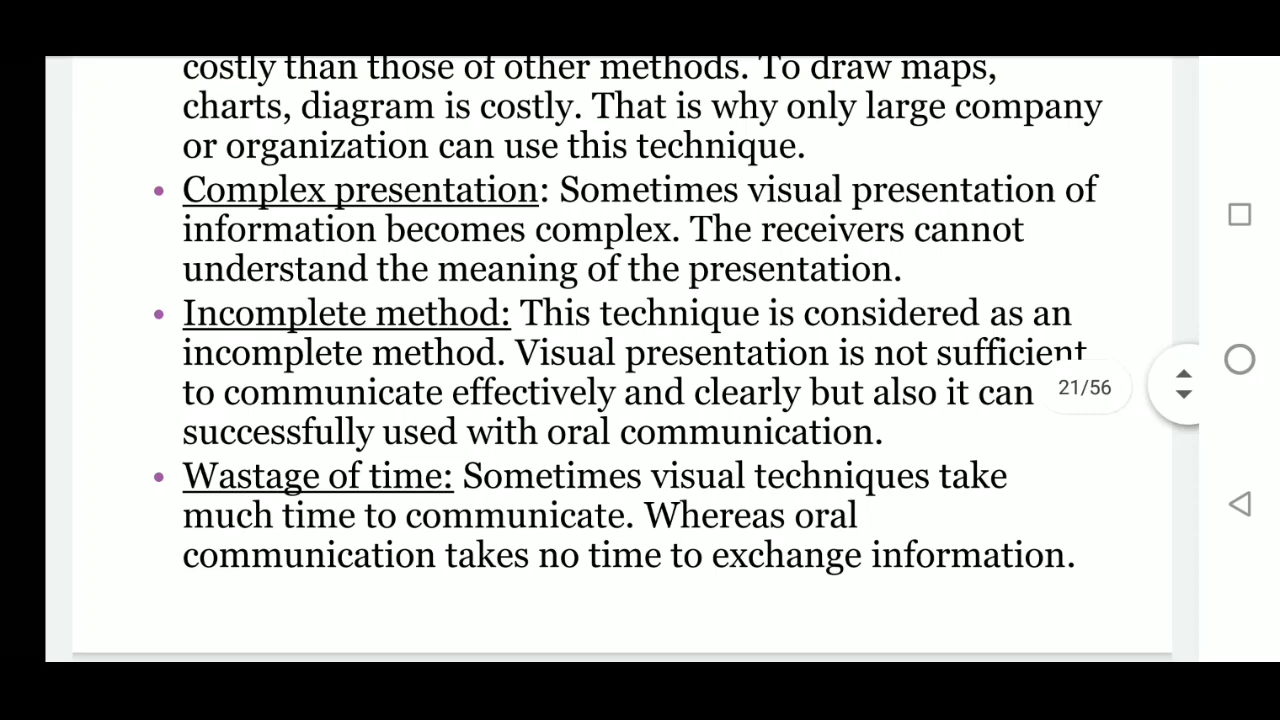 costly than those of other methods. To draw maps,
charts, diagram is costly. That is why only large company
or organization can use this technique.
• Complex presentation: Sometimes visual presentation of
information becomes complex. The receivers cannot
understand the meaning of the presentation.
• Incomplete method: This technique is considered as an
incomplete method. Visual presentation is not sufficient
to communicate effectively and clearly but also it can
successfully used with oral communication.
• Wastage of time: Sometimes visual techniques take
much time to communicate. Whereas oral
communication takes no time to exchange information.
21/56